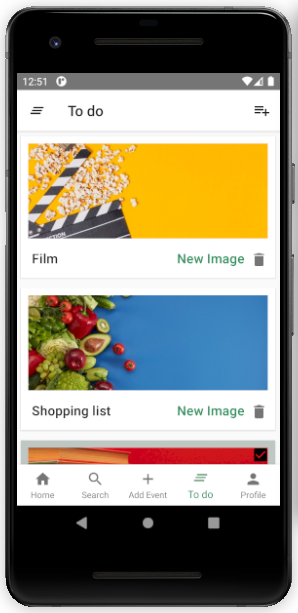 12:51
To do
Film
New Image
Shopping list
New Image
Home
Search
Add Event
To do
Profile